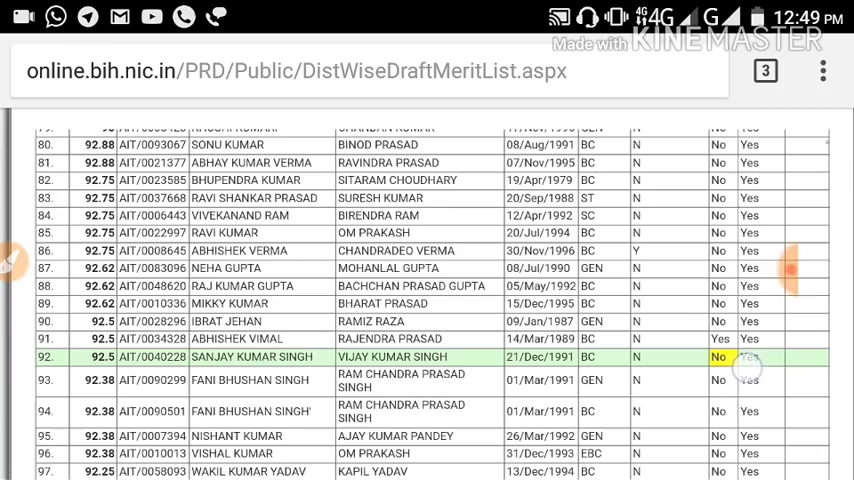 4G 4G G 12:49 PM
Made with KINEMASTER
online.bih.nic.in/PRD/Public/DistWiseDraftMeritList.aspx 3
80. 92.88 AIT/0093067 SONU KUMAR BINOD PRASAD 08/Aug/1991 BC N No Yes
81. 92.88 AIT/0021377 ABHAY KUMAR VERMA RAVINDRA PRASAD 07/Nov/1995 BC N No Yes
82. 92.75 AIT/0023585 BHUPENDRA KUMAR SITARAM CHOUDHARY 19/Apr/1979 BC N No Yes
83. 92.75 AIT/0037668 RAVI SHANKAR PRASAD SURESH KUMAR 20/Sep/1988 ST N No Yes
84. 92.75 AIT/0006443 VIVEKANAND RAM BIRENDRA RAM 12/Apr/1992 SC N No Yes
85. 92.75 AIT/0022997 RAVI KUMAR OM PRAKASH 20/Jul/1994 BC N No Yes
86. 92.75 AIT/0008645 ABHISHEK VERMA CHANDRADEO VERMA 30/Nov/1996 BC Y No Yes
87. 92.62 AIT/0083096 NEHA GUPTA MOHANLAL GUPTA 08/Jul/1990 GEN N No Yes
88. 92.62 AIT/0048620 RAJ KUMAR GUPTA BACHCHAN PRASAD GUPTA 05/May/1992 BC N No Yes
89. 92.62 AIT/0010336 MIKKY KUMAR BHARAT PRASAD 15/Dec/1995 BC N No Yes
90. 92.5 AIT/0028296 IBRAT JEHAN RAMIZ RAZA 09/Jan/1987 GEN N No Yes
91. 92.5 AIT/0034328 ABHISHEK VIMAL RAJENDRA PRASAD 14/Mar/1989 BC N Yes Yes
92. 92.5 AIT/0040228 SANJAY KUMAR SINGH VIJAY KUMAR SINGH 21/Dec/1991 BC N No Yes
93. 92.38 AIT/0090299 FANI BHUSHAN SINGH RAM CHANDRA PRASAD SINGH 01/Mar/1991 GEN N No Yes
94. 92.38 AIT/0090501 FANI BHUSHAN SINGH' RAM CHANDRA PRASAD SINGH 01/Mar/1991 BC N No Yes
95. 92.38 AIT/0007394 NISHANT KUMAR AJAY KUMAR PANDEY 26/Mar/1992 GEN N No Yes
96. 92.38 AIT/0010013 VISHAL KUMAR OM PRAKASH 31/Dec/1993 EBC N No Yes
97. 92.25 AIT/0058093 WAKIL KUMAR YADAV KAPIL YADAV 13/Dec/1994 BC N No Yes